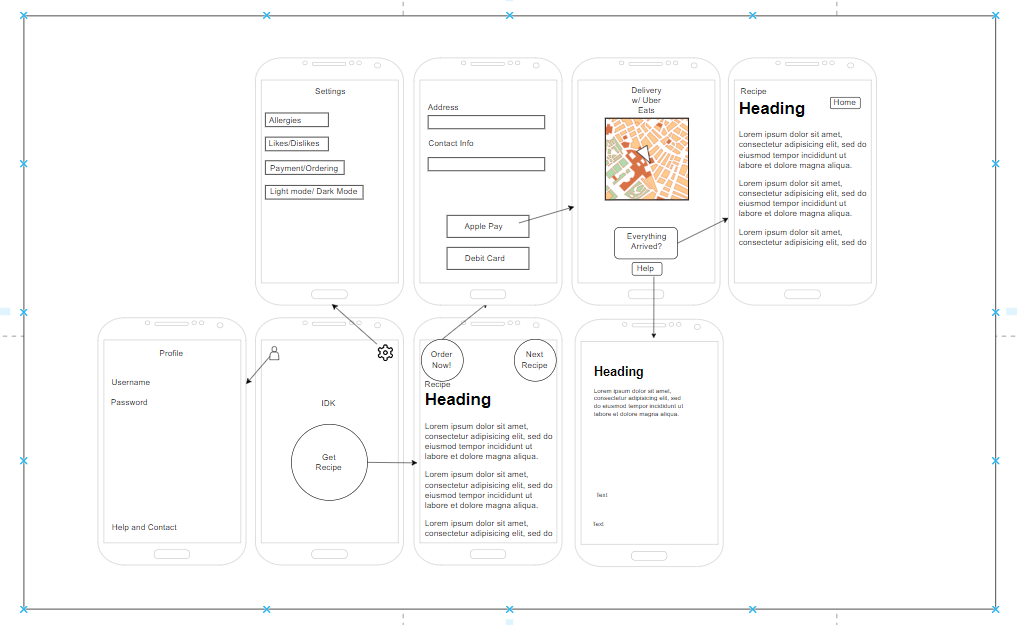 Settings
Allergies
Likes/Dislikes
Payment/Ordering
Light mode/ Dark Mode
Address
Contact Info
Apple Pay
Debit Card
Delivery
w/ Uber
Eats
Everything
Arrived?
Help
Recipe
Heading
Home
Lorem ipsum dolor sit amet,
consectetur adipisicing elit, sed do
eiusmod tempor incididunt ut
labore et dolore magna aliqua.
Lorem ipsum dolor sit amet,
consectetur adipisicing elit, sed do
eiusmod tempor incididunt ut
labore et dolore magna aliqua.
Lorem ipsum dolor sit amet,
consectetur adipisicing elit, sed do
Profile
Username
Password
Help and Contact
IDK
Get
Recipe
Order
Now!
Next
Recipe
Recipe
Heading
Lorem ipsum dolor sit amet,
consectetur adipisicing elit, sed do
eiusmod tempor incididunt ut
labore et dolore magna aliqua.
Lorem ipsum dolor sit amet,
consectetur adipisicing elit, sed do
eiusmod tempor incididunt ut
labore et dolore magna aliqua.
Lorem ipsum dolor sit amet,
consectetur adipisicing elit, sed do
Heading
Lorem ipsum dolor sit amet,
consectetur adipisicing elit, sed
do eiusmod tempor incididunt ut
labore et dolore magna aliqua.
Text
Text